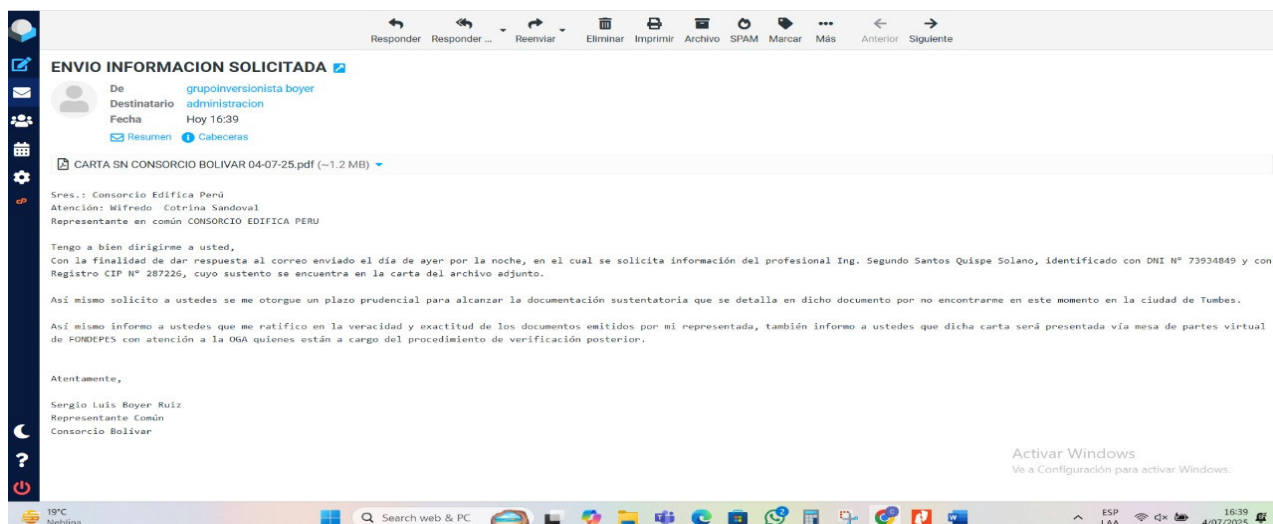 Responder Responder ... Reenviar Eliminar Imprimir Archivo SPAM Marcar Más Anterior Siguiente
ENVIO INFORMACION SOLICITADA
De grupoinversionista boyer
Destinatario administracion
Fecha Hoy 16:39
Resumen Cabeceras
CARTA SN CONSORCIO BOLIVAR 04-07-25.pdf (~1.2 MB)
Sres.: Consorcio Edifica Perú
Atención: Wifredo Cotrina Sandoval
Representante en común CONSORCIO EDIFICA PERU
Tengo a bien dirigirme a usted,
Con la finalidad de dar respuesta al correo enviado el día de ayer por la noche, en el cual se solicita información del profesional Ing. Segundo Santos Quispe Solano, identificado con DNI Nº 73934849 y con
Registro CIP Nº 287226, cuyo sustento se encuentra en la carta del archivo adjunto.
Así mismo solicito a ustedes se me otorgue un plazo prudencial para alcanzar la documentación sustentatoria que se detalla en dicho documento por no encontrarme en este momento en la ciudad de Tumbes.
Así mismo informo a ustedes que me ratifico en la veracidad y exactitud de los documentos emitidos por mi representada, también informo a ustedes que dicha carta será presentada vía mesa de partes virtual
de FONDEPES con atención a la OGA quienes están a cargo del procedimiento de verificación posterior.
Atentamente,
Sergio Luis Boyer Ruiz
Representante Común
Consorcio Bolívar
Activar Windows
Ve a Configuración para activar Windows.
19°C
Neblina
Search web & PC
ESP
LAA
16:39
4/07/2025